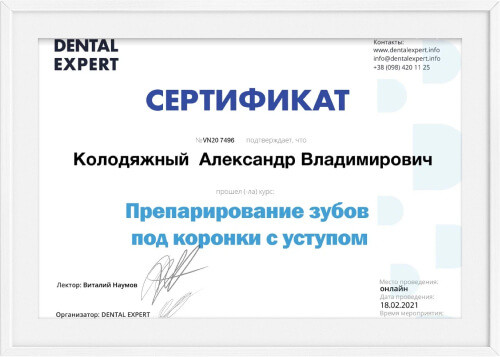 DENTAL
EXPERT
Контакты:
www.dentalexpert.info
info@dentalexpert.info
+38 (098) 420 11 25
СЕРТИФИКАТ
№VN20 7496 подтверждает, что
Колодяжный Александр Владимирович
прошел (-ла) курс:
Препарирование зубов
под коронки с уступом
Лектор: Виталий Наумов
Организатор: DENTAL EXPERT
Место проведения:
онлайн
Дата проведения:
18.02.2021
Время мероприятия: